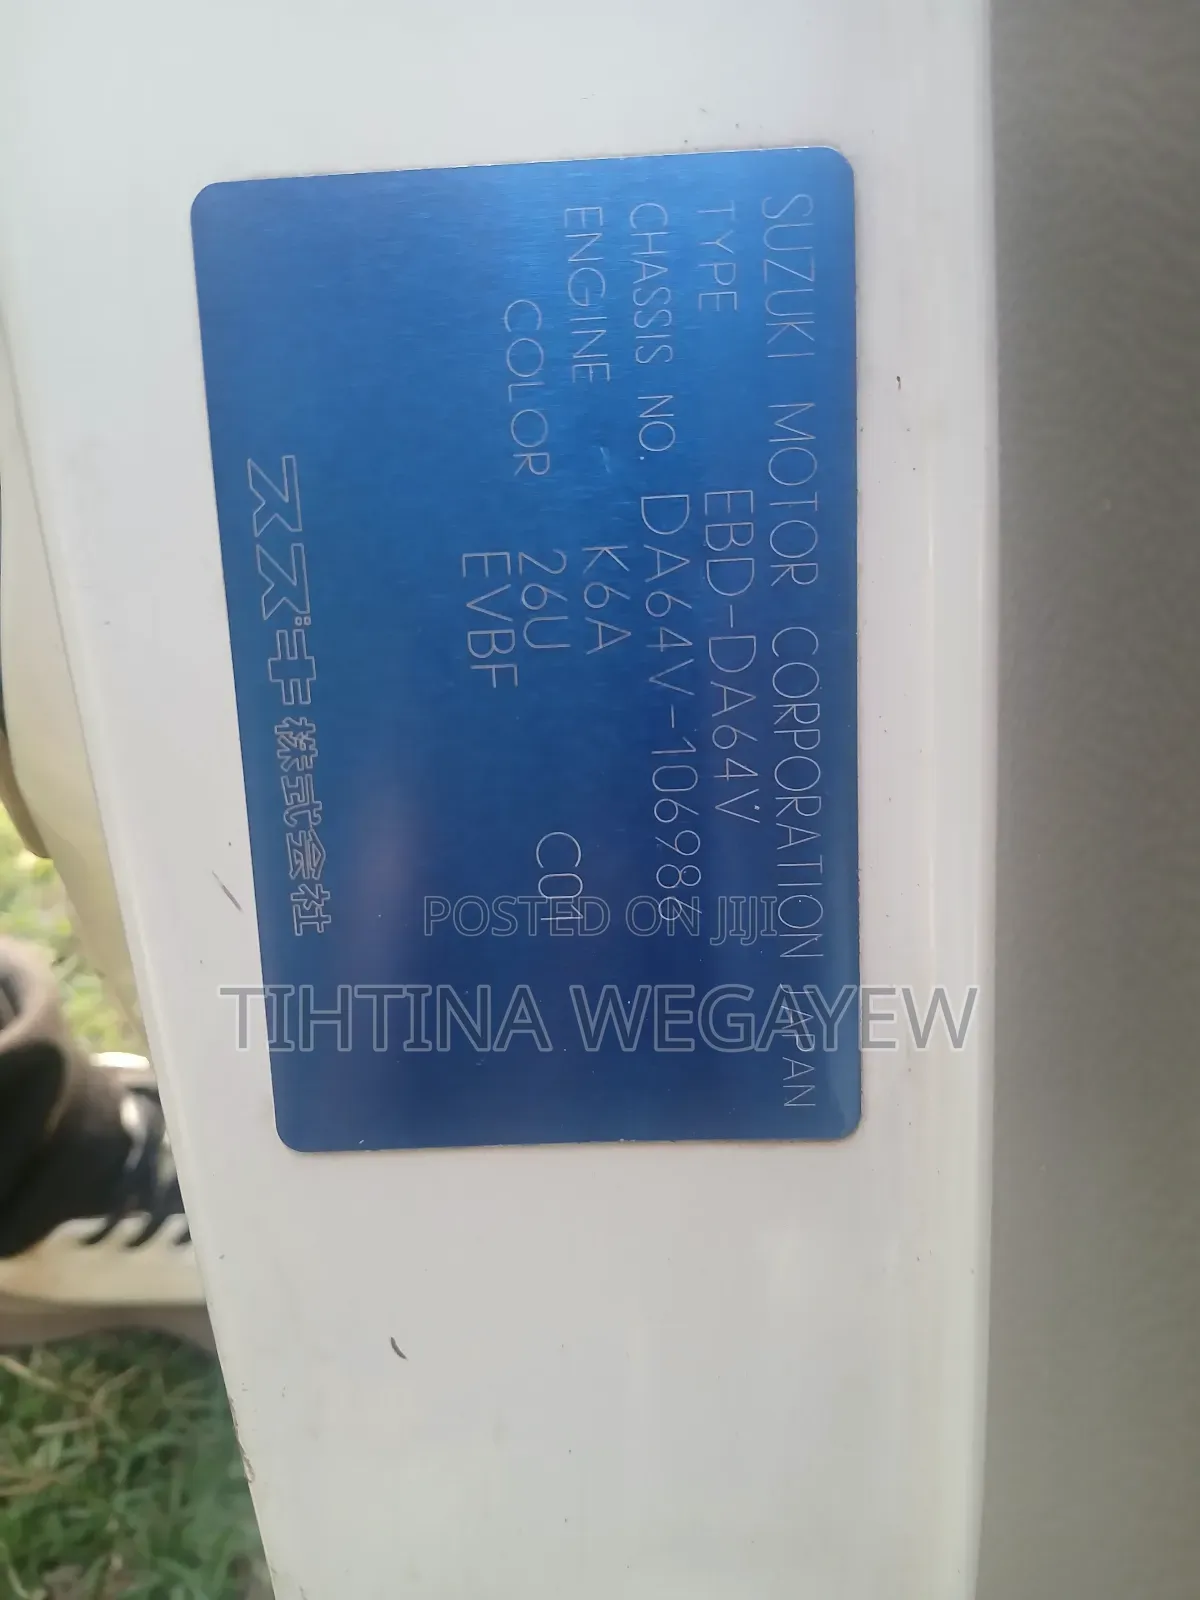 SUZUKI MOTOR CORPORATION JAPAN
TYPE EBD-DA64V
CHASSIS NO. DA64V-106986
ENGINE K6A
COLOR 26U C01
EVBF
スズキ株式会社
POSTED ON JIJI
TIHTINA WEGAYEW